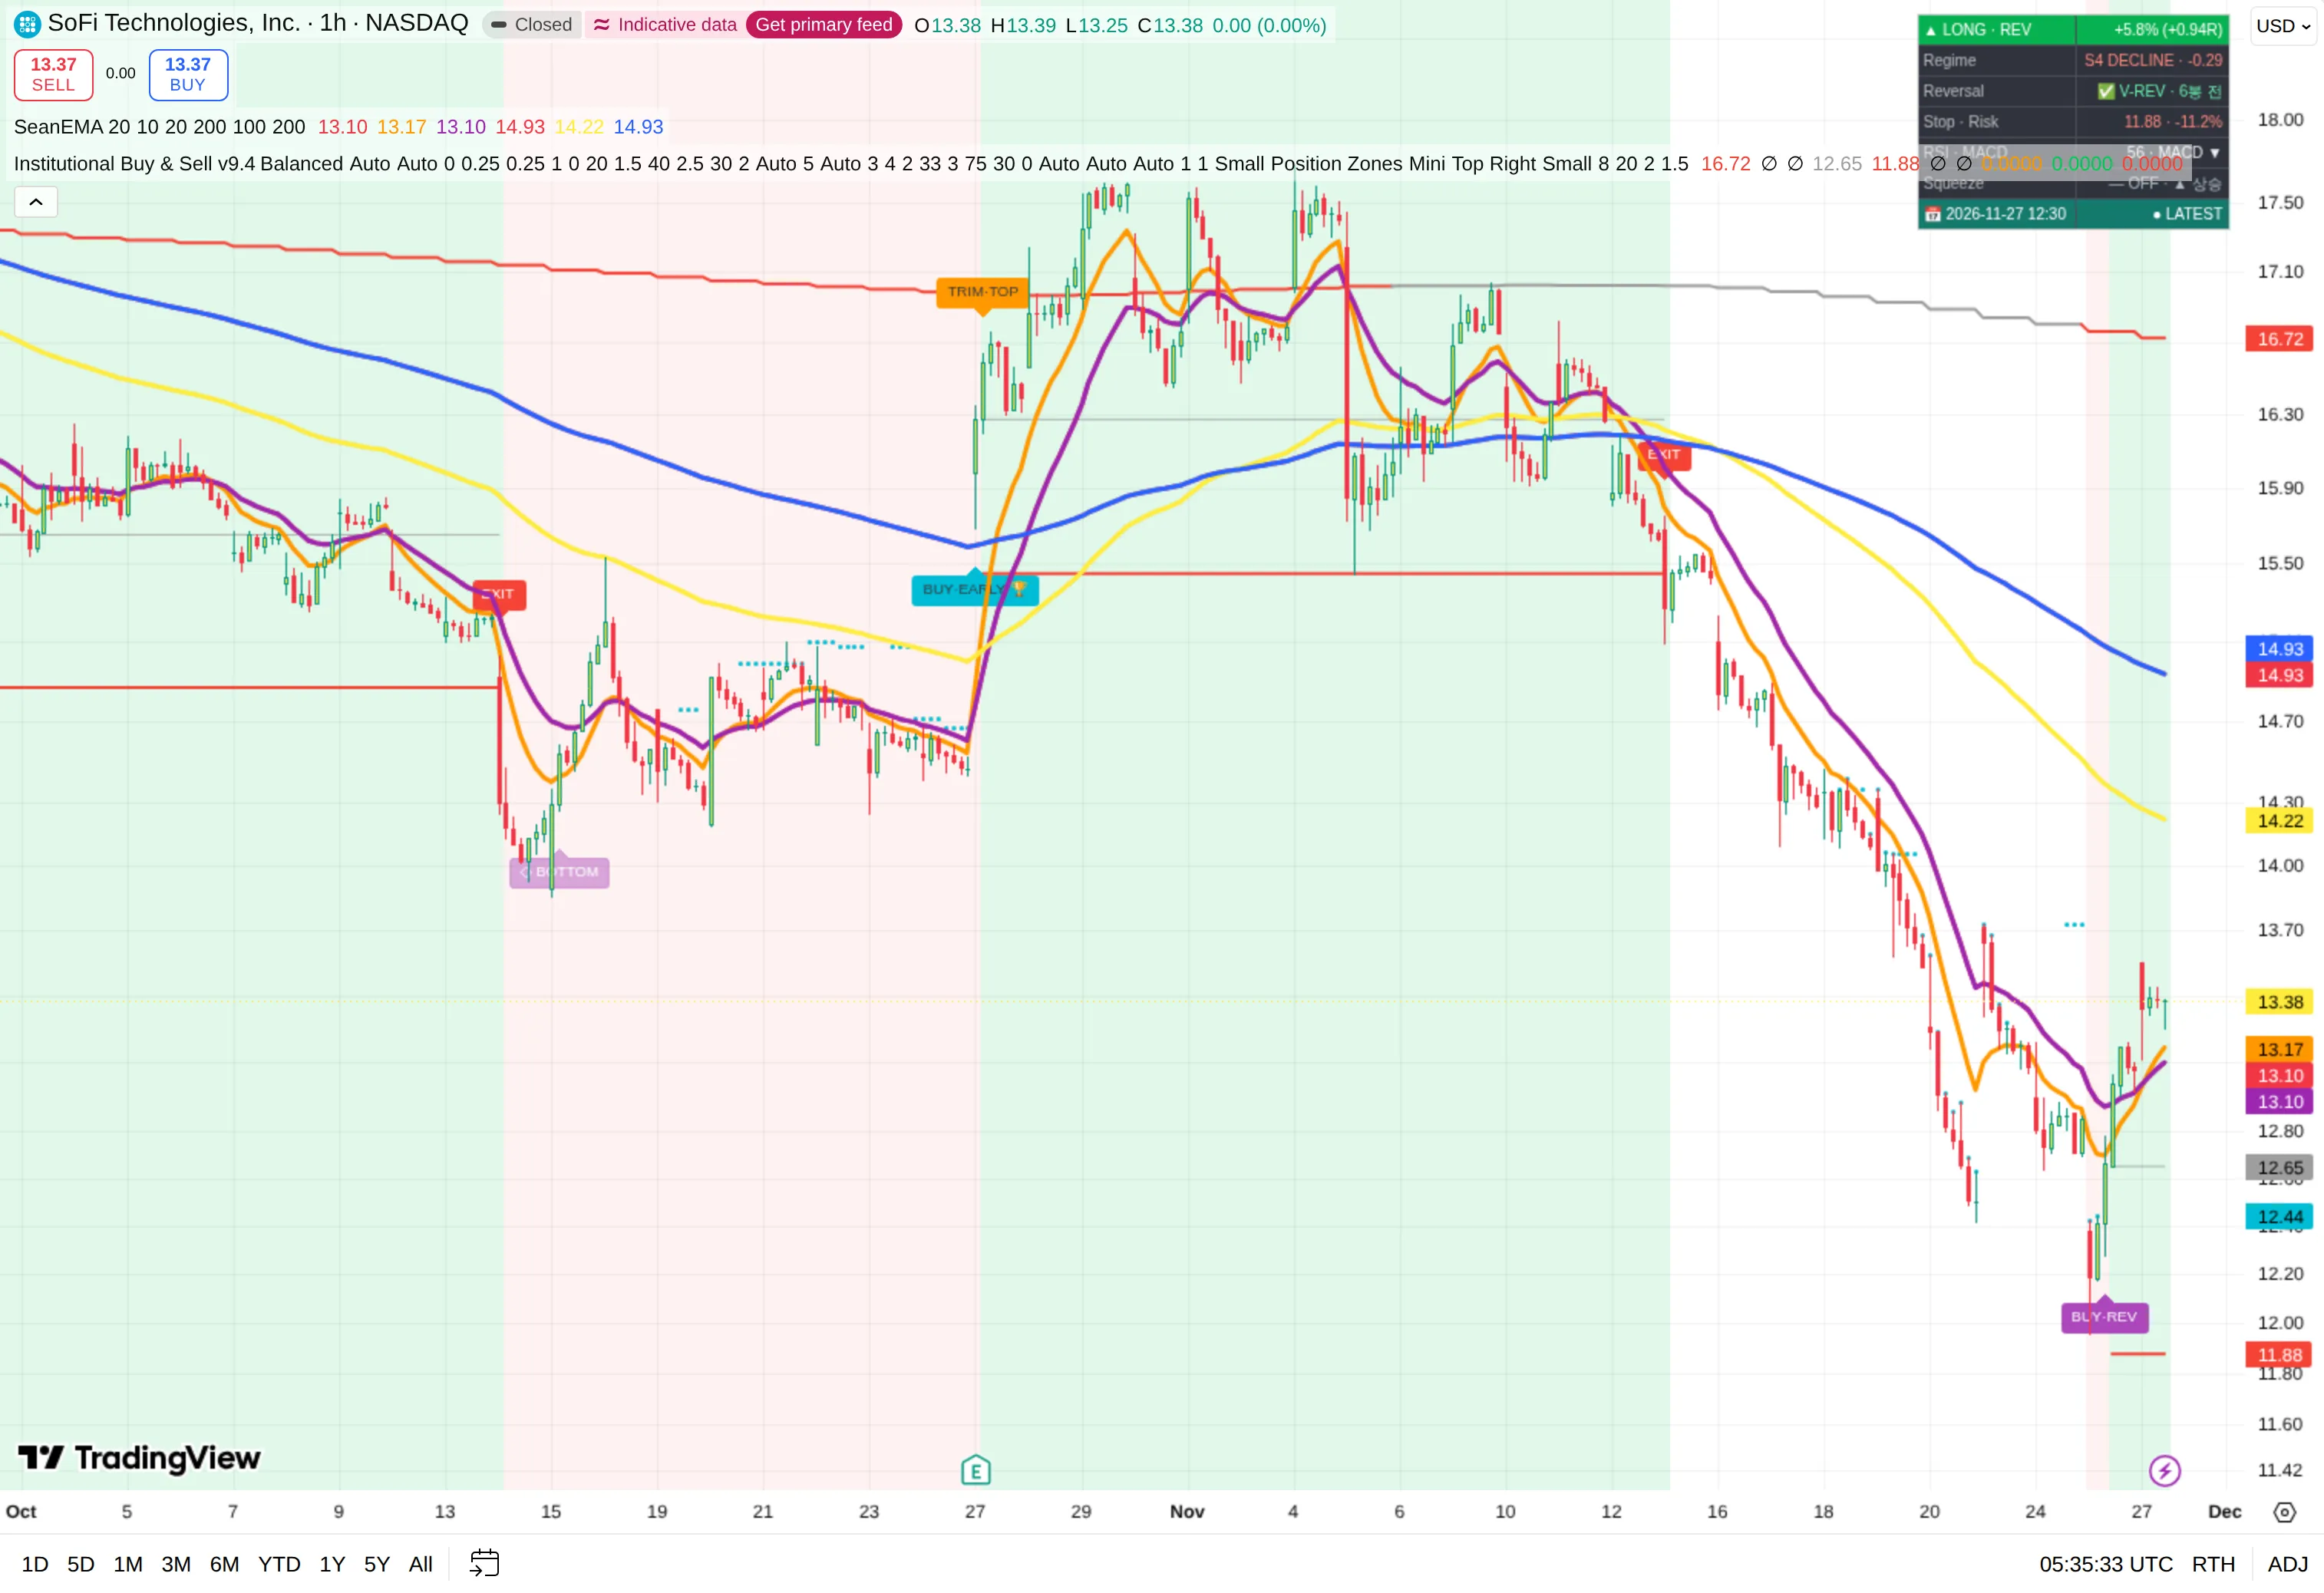 SoFi Technologies, Inc. · 1h · NASDAQ Closed Indicative data Get primary feed O13.38 H13.39 L13.25 C13.38 0.00 (0.00%)
USD
13.37 SELL
0.00
13.37 BUY
SeanEMA 20 10 20 200 100 200 13.10 13.17 13.10 14.93 14.22 14.93
Institutional Buy & Sell v9.4 Balanced Auto Auto 0 0.25 0.25 1 0 20 1.5 40 2.5 30 2 Auto 5 Auto 3 4 2 33 3 75 30 0 Auto Auto Auto 1 1 Small Position Zones Mini Top Right Small 8 20 2 1.5 16.72 ∅ ∅ 12.65 11.88 ∅ ∅ 0.0000 0.0000 0.0000
▲ LONG · REV +5.8% (+0.94R)
Regime S4 DECLINE · -0.29
Reversal ✅ V-REV · 6봉 전
Stop · Risk 11.88 · -11.2%
RSI · MACD 56 · MACD ▼
Squeeze — OFF · ▲ 상승
📅 2026-11-27 12:30 ● LATEST
TRIM·TOP
EXIT
BUY·EARLY 🏆
EXIT
BOTTOM
BUY·REV
18.00
17.50
17.10
16.72
16.30
15.90
15.50
14.93
14.93
14.70
14.30
14.22
14.00
13.70
13.38
13.17
13.10
13.10
12.80
12.65
12.60
12.44
12.20
12.00
11.88
11.80
11.60
11.42
TradingView
E
Oct 5 7 9 13 15 19 21 23 27 29 Nov 4 6 10 12 16 18 20 24 27 Dec
1D 5D 1M 3M 6M YTD 1Y 5Y All
05:35:33 UTC RTH ADJ